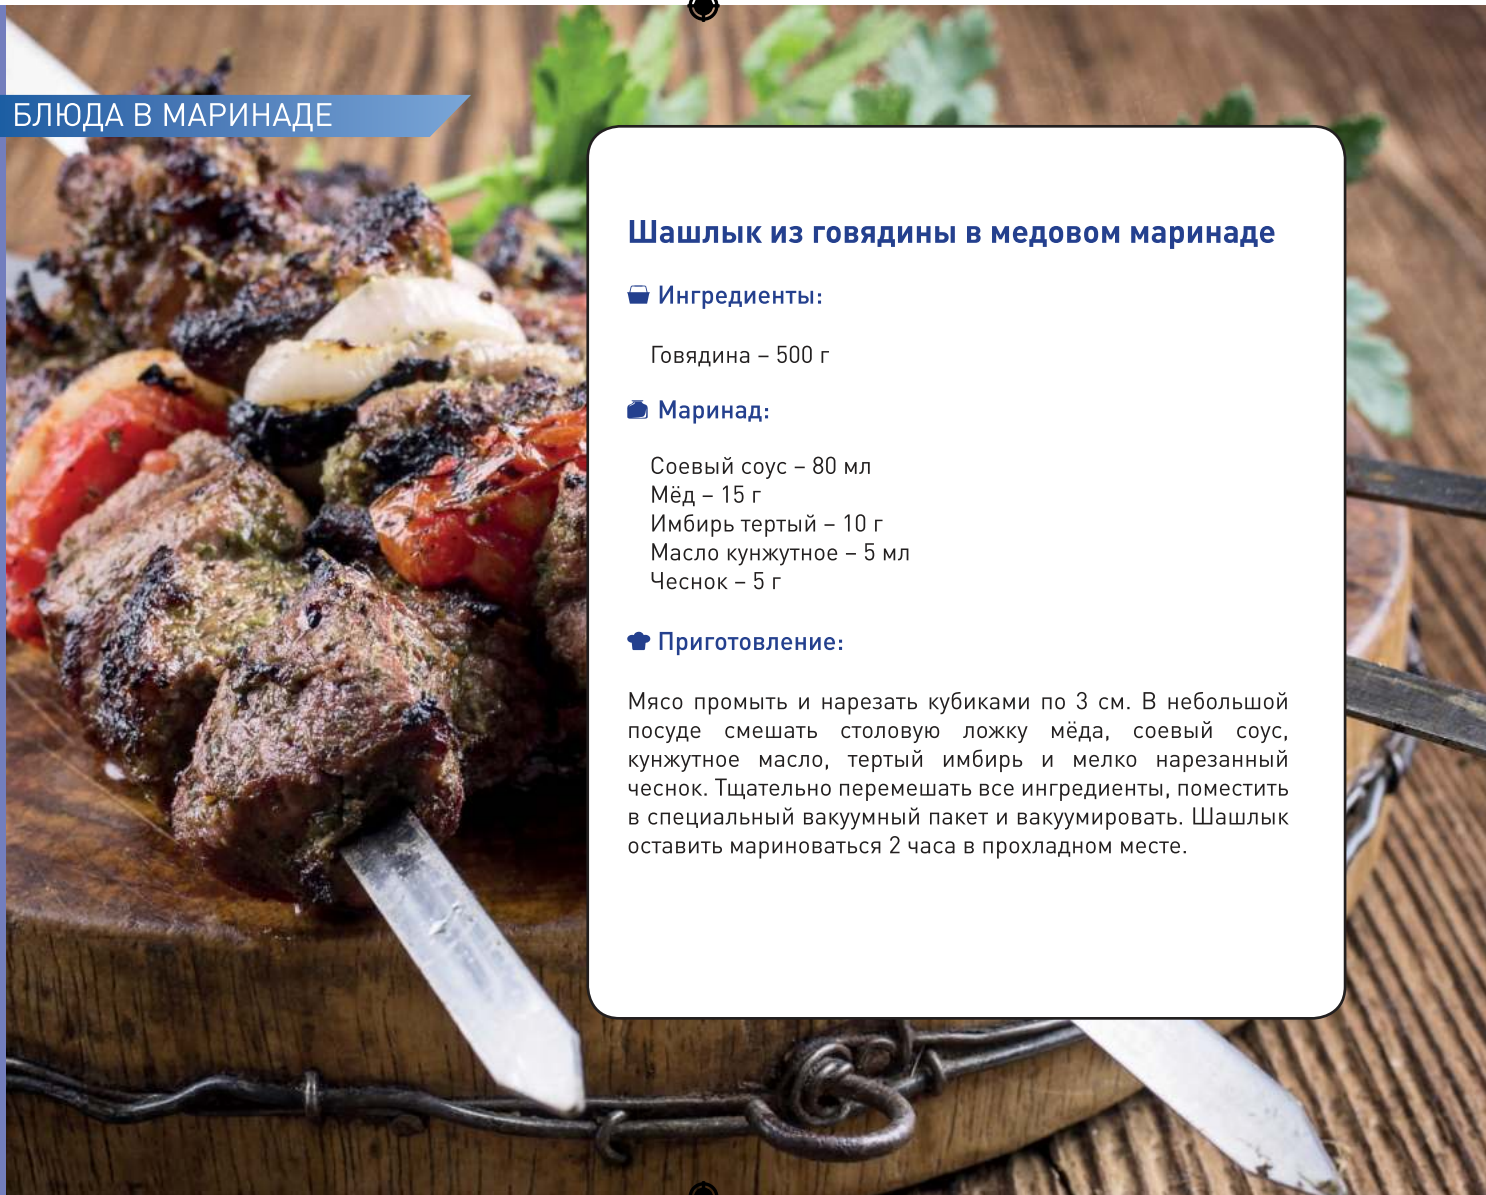 БЛЮДА В МАРИНАДЕ
Шашлык из говядины в медовом маринаде
Ингредиенты:
Говядина – 500 г
Маринад:
Соевый соус – 80 мл
Мёд – 15 г
Имбирь тертый – 10 г
Масло кунжутное – 5 мл
Чеснок – 5 г
Приготовление:
Мясо промыть и нарезать кубиками по 3 см. В небольшой
посуде смешать столовую ложку мёда, соевый соус,
кунжутное масло, тертый имбирь и мелко нарезанный
чеснок. Тщательно перемешать все ингредиенты, поместить
в специальный вакуумный пакет и вакуумировать. Шашлык
оставить мариноваться 2 часа в прохладном месте.